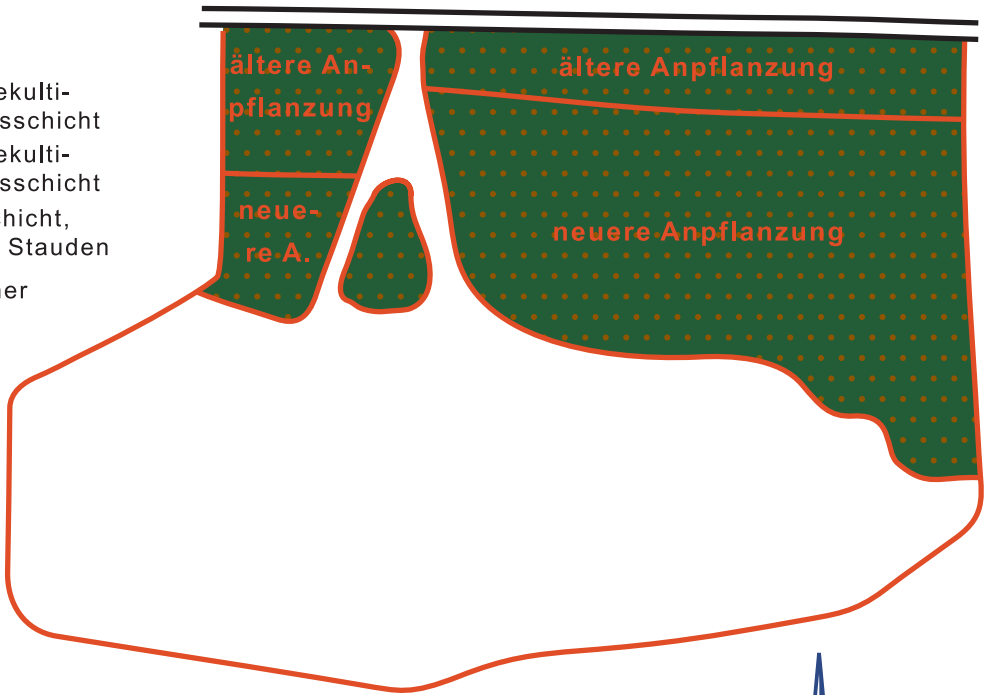 ekulti-
sschicht
ekulti-
sschicht
hicht,
Stauden
ner
ältere An-
pflanzung
ältere Anpflanzung
neue-
re A.
neuere Anpflanzung